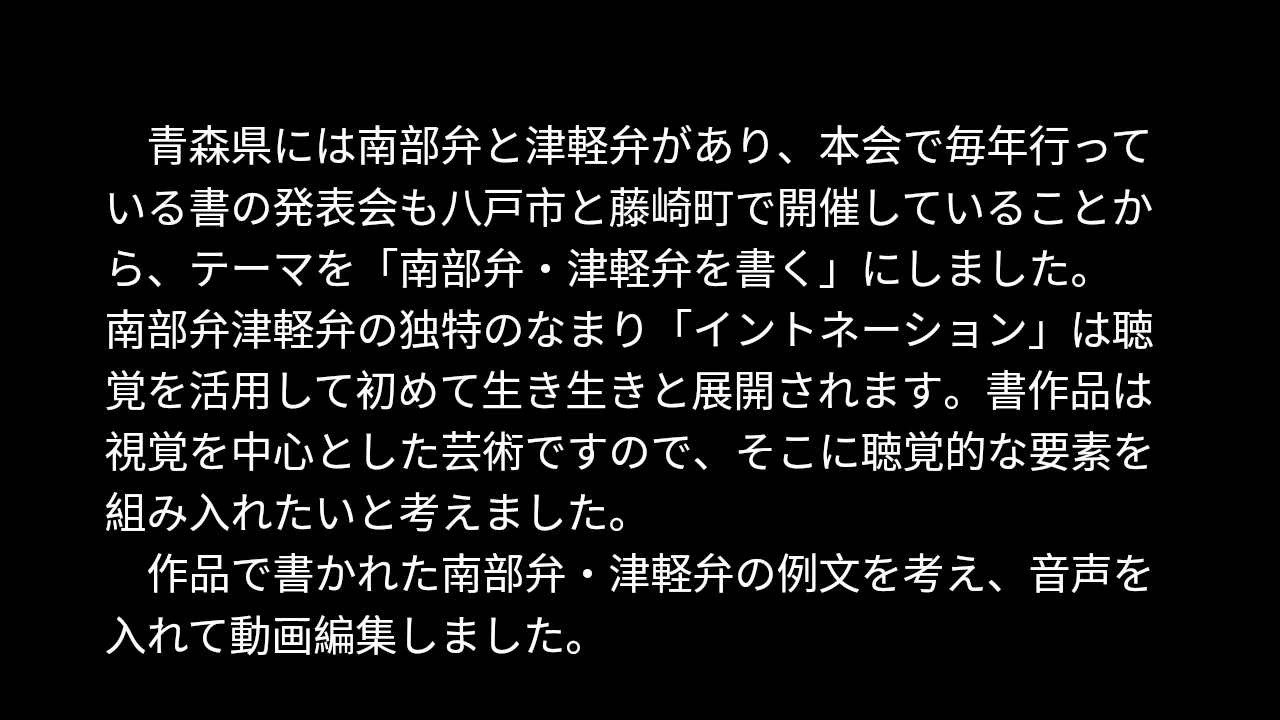 青森県には南部弁と津軽弁があり、本会で毎年行って
いる書の発表会も八戸市と藤崎町で開催していることか
ら、テーマを「南部弁・津軽弁を書く」にしました。
南部弁津軽弁の独特のなまり「イントネーション」は聴
覚を活用して初めて生き生きと展開されます。書作品は
視覚を中心とした芸術ですので、そこに聴覚的な要素を
組み入れたいと考えました。
　作品で書かれた南部弁・津軽弁の例文を考え、音声を
入れて動画編集しました。